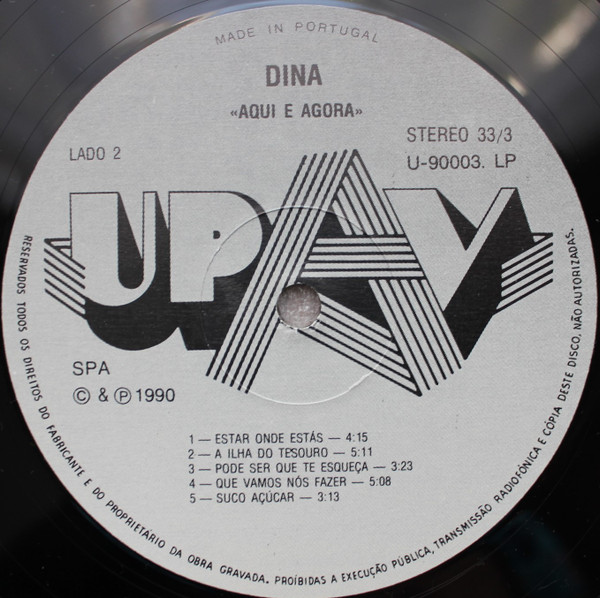 MADE IN PORTUGAL
DINA
«AQUI E AGORA»
LADO 2
STEREO 33/3
U-90003. LP
UPAV
SPA
© & ℗ 1990
1 — ESTAR ONDE ESTÁS — 4:15
2 — A ILHA DO TESOURO — 5:11
3 — PODE SER QUE TE ESQUEÇA — 3:23
4 — QUE VAMOS NÓS FAZER — 5:08
5 — SUCO AÇÚCAR — 3:13
RESERVADOS TODOS OS DIREITOS DO FABRICANTE E DO PROPRIETÁRIO DA OBRA GRAVADA. PROÍBIDAS A EXECUÇÃO PÚBLICA, TRANSMISSÃO RADIOFÓNICA E CÓPIA DESTE DISCO, NÃO AUTORIZADAS.